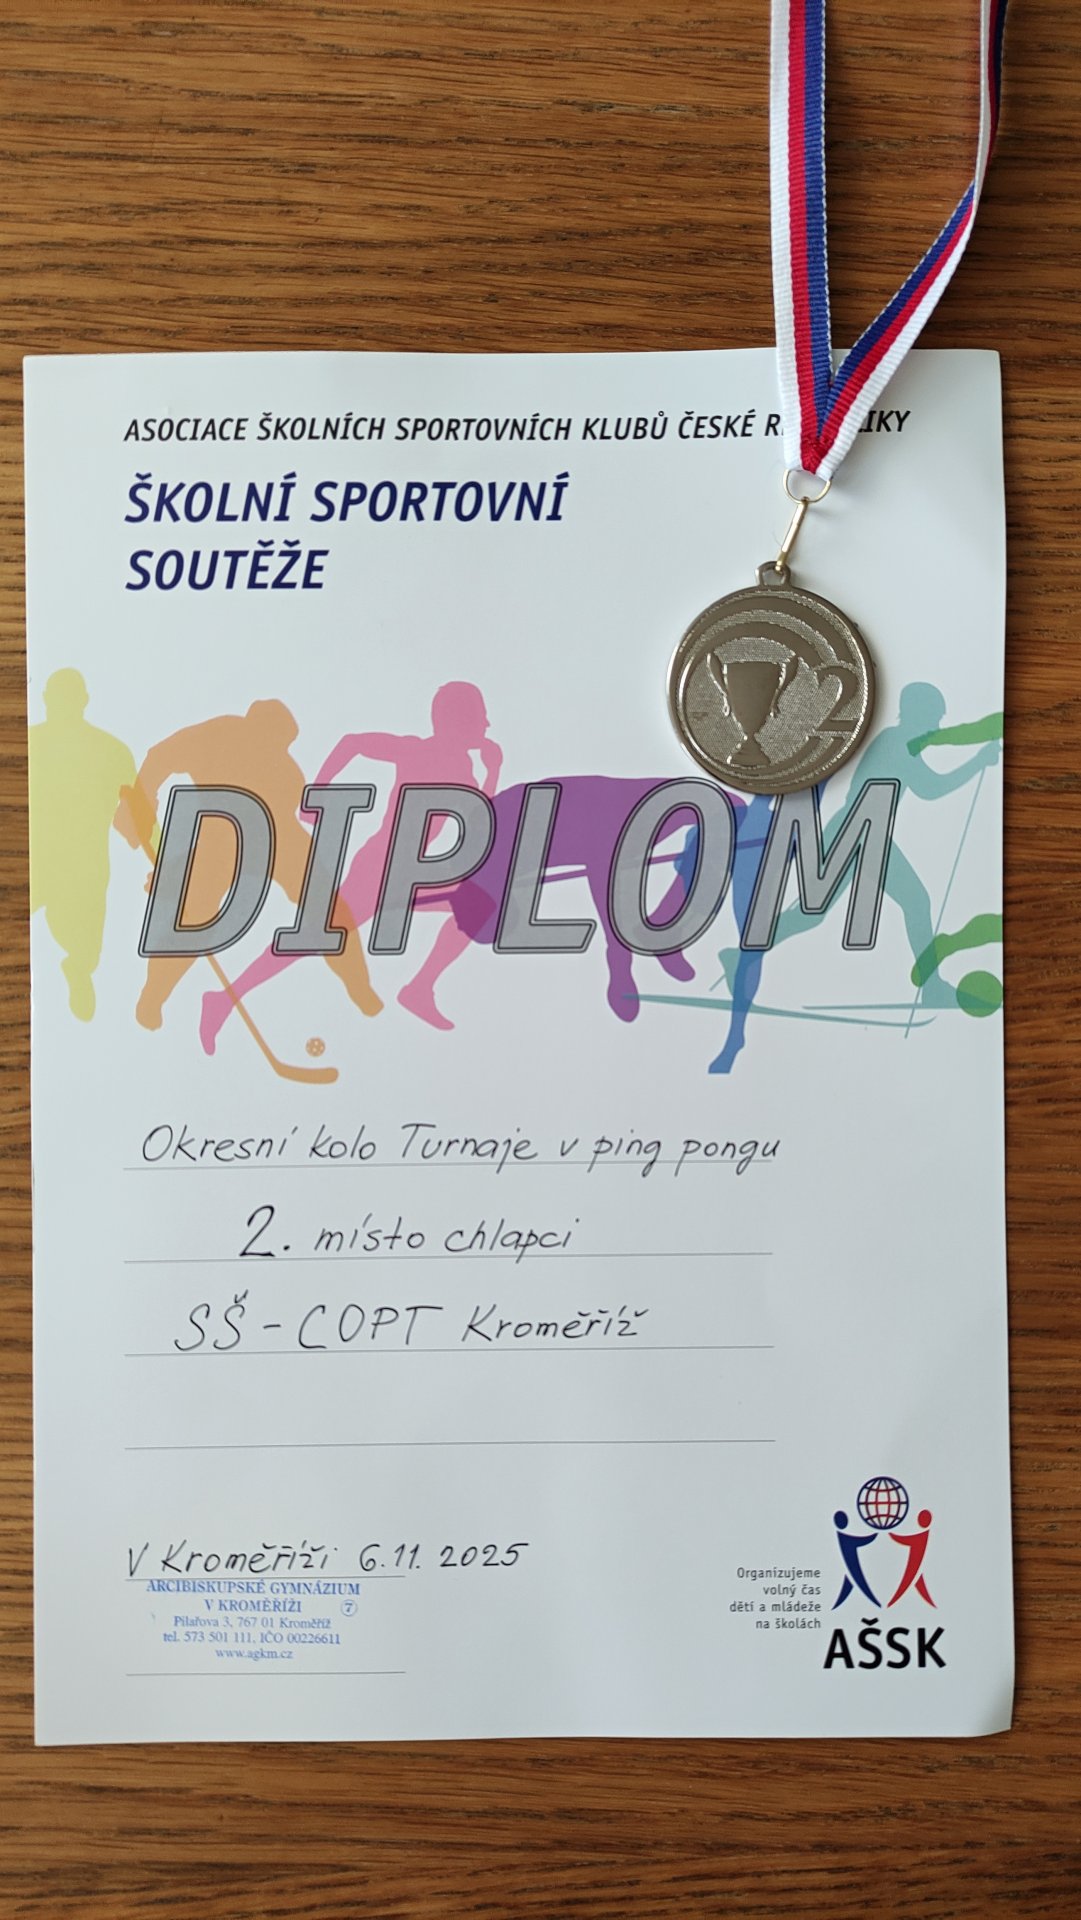 ASOCIACE ŠKOLNÍCH SPORTOVNÍCH KLUBŮ ČESKÉ R LIKY
ŠKOLNÍ SPORTOVNÍ
SOUTĚŽE
2
DIPLOM
Okresní kolo Turnaje v ping pongu
2. místo chlapci
SŠ-COPT Kroměříž
V Kroměříži 6.11. 2025
ARCIBISKUPSKÉ GYMNÁZIUM
V KROMĚŘÍŽI 7
Pilařova 3, 767 01 Kroměříž
tel. 573 501 111, IČO 00226611
www.agkm.cz
Organizujeme
volný čas
dětí a mládeže
na školách
AŠSK